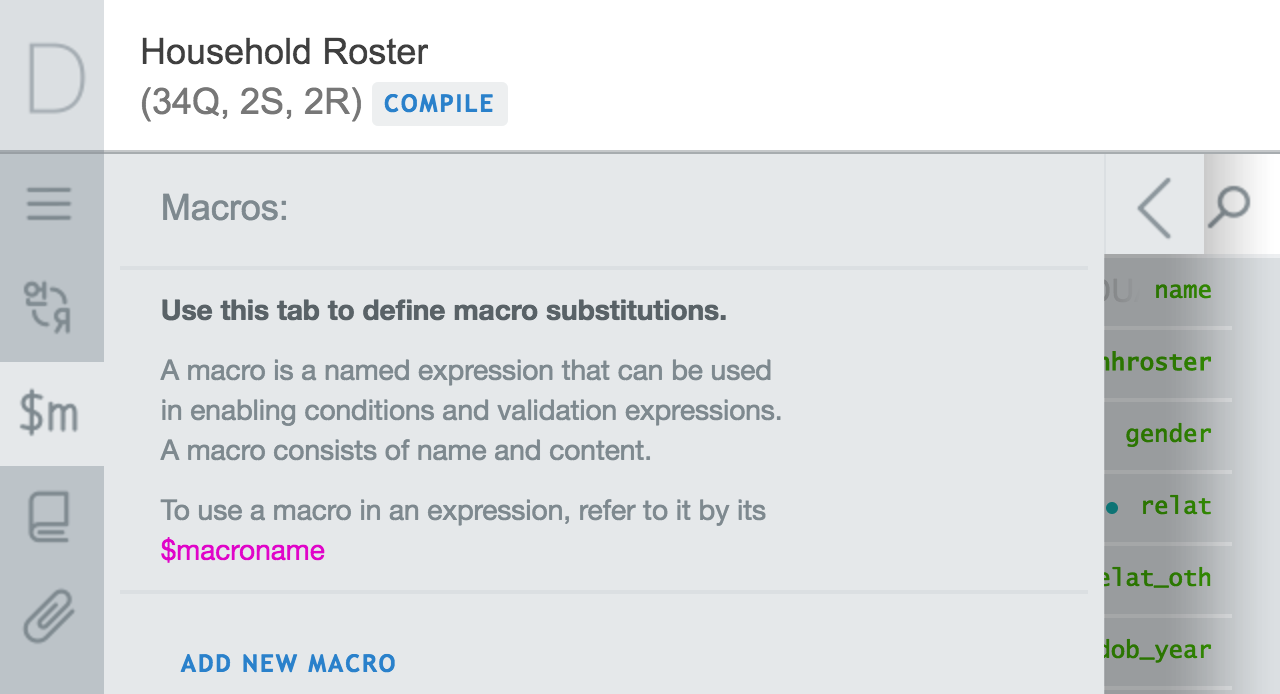 D
Household Roster
(34Q, 2S, 2R) COMPILE
Macros:
Use this tab to define macro substitutions.
A macro is a named expression that can be used
in enabling conditions and validation expressions.
A macro consists of name and content.
To use a macro in an expression, refer to it by its
$macroname
ADD NEW MACRO
언
Я
$m
name
hhroster
gender
relat
elat_oth
dob_year